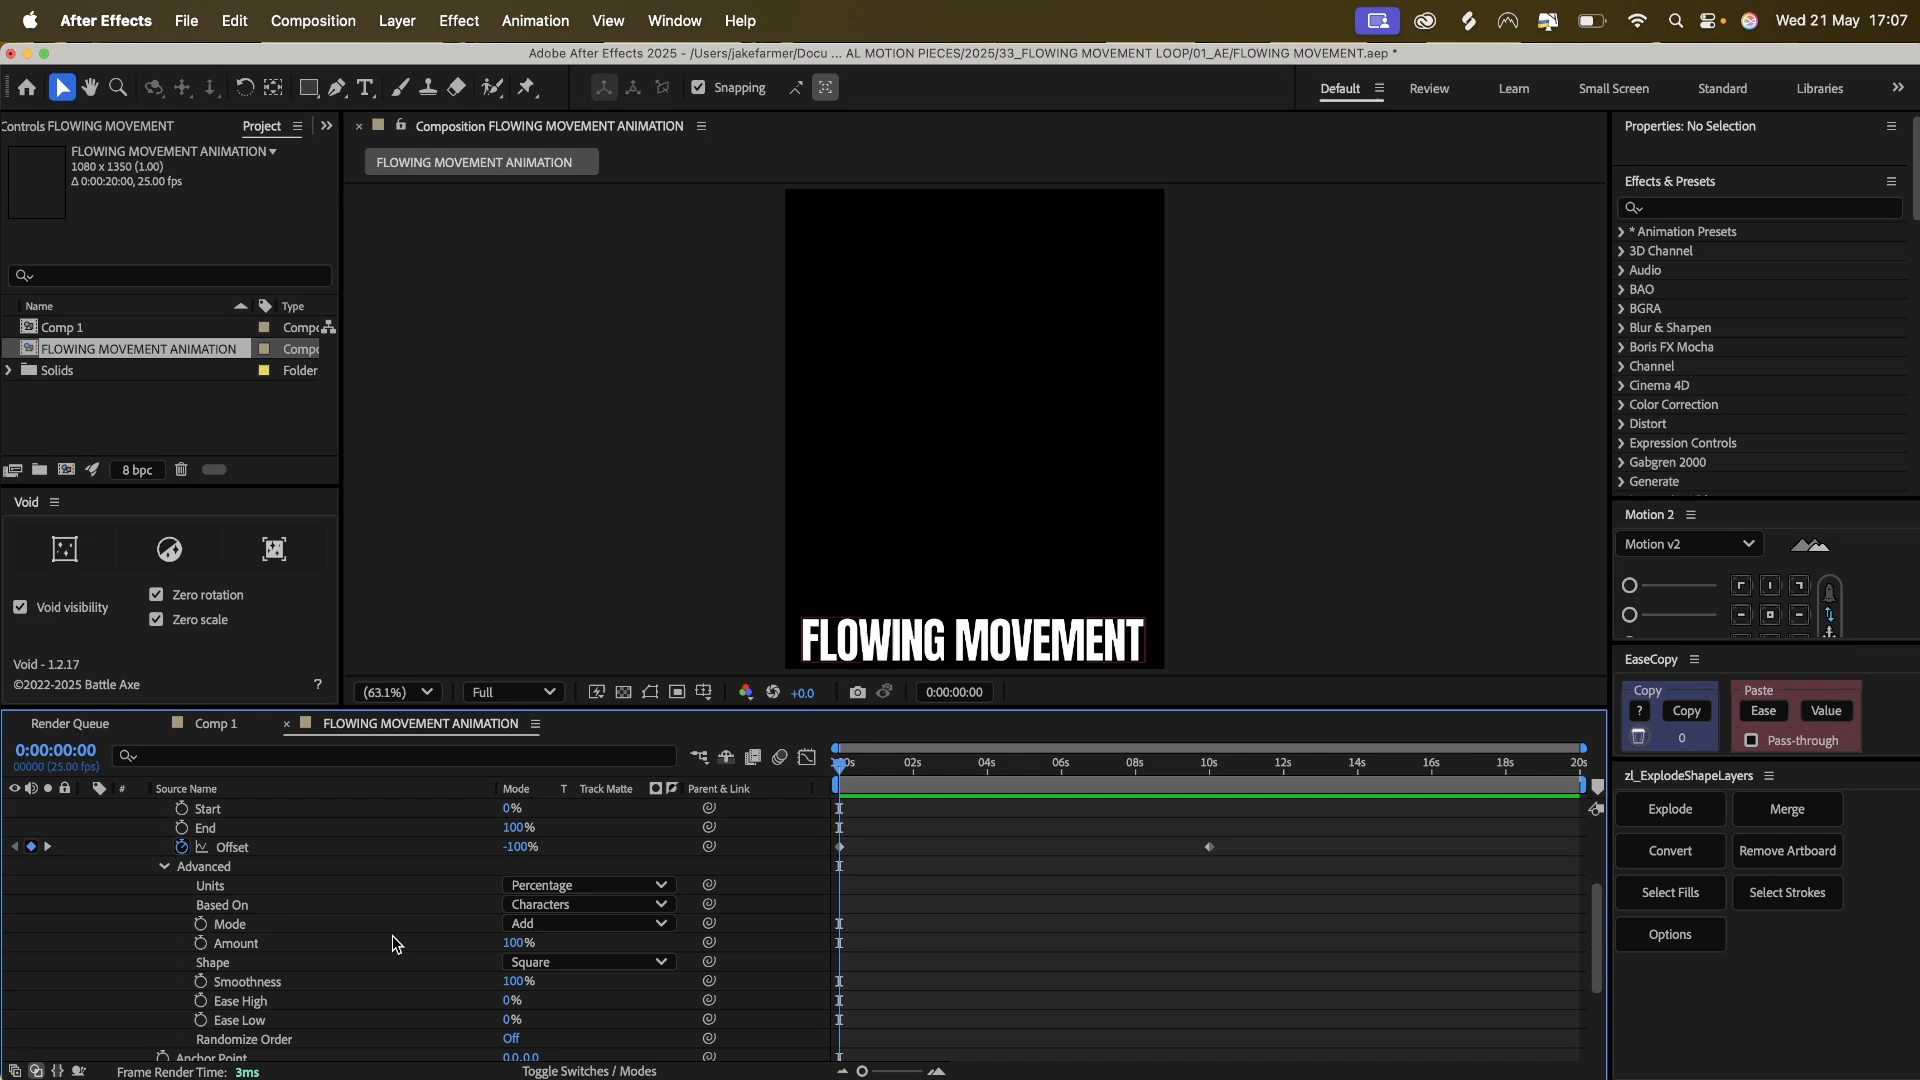 After Effects File Edit Composition Layer Effect Animation View Window Help Wed 21 May 17:07
Adobe After Effects 2025 - /Users/jakefarmer/Docu ... AL MOTION PIECES/2025/33_FLOWING MOVEMENT LOOP/01_AE/FLOWING MOVEMENT.aep *
Snapping Default Review Learn Small Screen Standard Libraries
Controls FLOWING MOVEMENT Project
FLOWING MOVEMENT ANIMATION
1080 x 1350 (1.00)
Δ 0:00:20:00, 25.00 fps
Name Type
Comp 1 Compo
FLOWING MOVEMENT ANIMATION Compo
Solids Folder
8 bpc
Void
Void visibility
Zero rotation
Zero scale
Void - 1.2.17
©2022-2025 Battle Axe ?
Composition FLOWING MOVEMENT ANIMATION
FLOWING MOVEMENT ANIMATION
FLOWING MOVEMENT
(63.1%) Full +0.0 0:00:00:00
Properties: No Selection
Effects & Presets
* Animation Presets
3D Channel
Audio
BAO
BGRA
Blur & Sharpen
Boris FX Mocha
Channel
Cinema 4D
Color Correction
Distort
Expression Controls
Gabgren 2000
Generate
Motion 2
Motion v2
EaseCopy
Copy Paste
? Copy Ease Value
0 Pass-through
zl_ExplodeShapeLayers
Explode Merge
Convert Remove Artboard
Select Fills Select Strokes
Options
Render Queue Comp 1 FLOWING MOVEMENT ANIMATION
0:00:00:00
00000 (25.00 fps)
02s 04s 06s 08s 10s 12s 14s 16s 18s 20s
# Source Name Mode T Track Matte Parent & Link
Start 0%
End 100%
Offset -100%
Advanced
Units Percentage
Based On Characters
Mode Add
Amount 100%
Shape Square
Smoothness 100%
Ease High 0%
Ease Low 0%
Randomize Order Off
Anchor Point 0.0,0.0
Frame Render Time: 3ms Toggle Switches / Modes